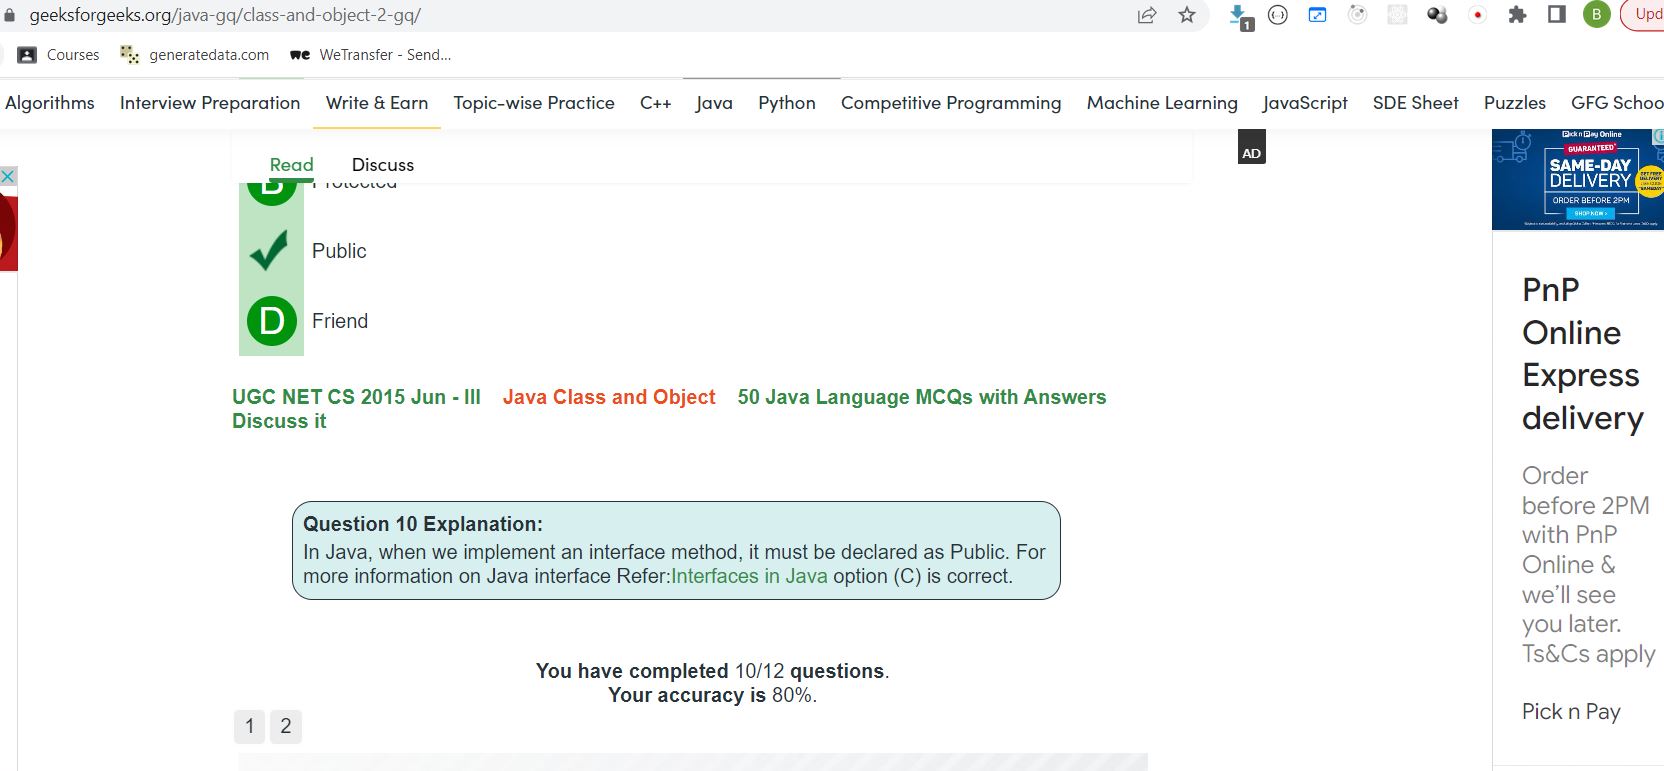 geeksforgeeks.org/java-gq/class-and-object-2-gq/
1
B
Upd
Courses
generatedata.com
we WeTransfer - Send...
Algorithms Interview Preparation Write & Earn Topic-wise Practice C++ Java Python Competitive Programming Machine Learning JavaScript SDE Sheet Puzzles GFG Schoo
Read Discuss
AD
B Protected
Public
D Friend
UGC NET CS 2015 Jun - III Java Class and Object 50 Java Language MCQs with Answers
Discuss it
Question 10 Explanation:
In Java, when we implement an interface method, it must be declared as Public. For
more information on Java interface Refer:Interfaces in Java option (C) is correct.
You have completed 10/12 questions.
Your accuracy is 80%.
1 2
Pick n Pay Online
GUARANTEED*
SAME-DAY
DELIVERY
ORDER BEFORE 2PM
SHOP NOW ›
GET FREE
DELIVERY
PnP
Online
Express
delivery
Order
before 2PM
with PnP
Online &
we'll see
you later.
Ts&Cs apply
Pick n Pay